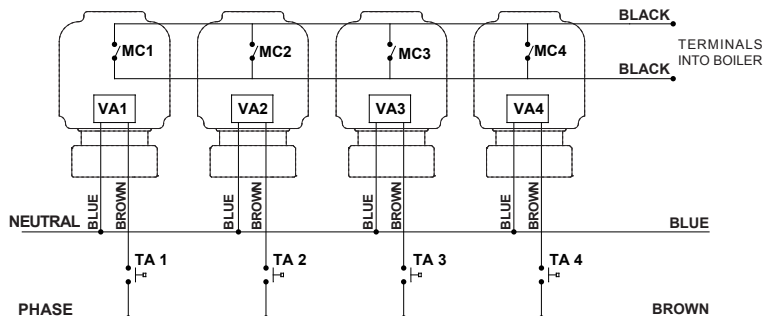 BLACK
MC1 MC2 MC3 MC4
TERMINALS
INTO BOILER
BLACK
VA1 VA2 VA3 VA4
BLUE BROWN BLUE BROWN BLUE BROWN BLUE BROWN
NEUTRAL BLUE
TA 1 TA 2 TA 3 TA 4
PHASE BROWN